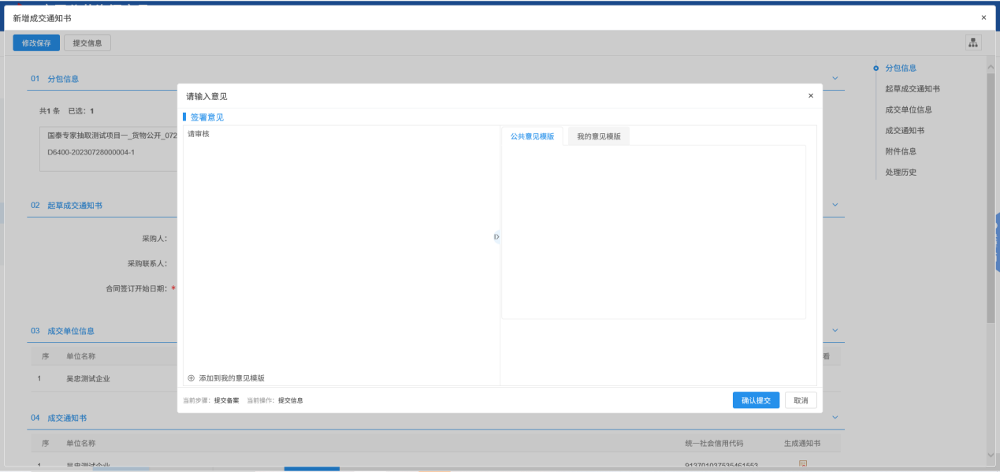 新增成交通知书
×
修改保存 提交信息
01 分包信息
共1 条 已选：1
国泰专家抽取测试项目一_货物公开_072
D6400-20230728000004-1
02 起草成交通知书
采购人：
采购联系人：
合同签订开始日期： *
03 成交单位信息
序 单位名称
看
1 吴忠测试企业
04 成交通知书
序 单位名称 统一社会信用代码 生成通知书
1 吴忠测试企业 913701037535461553
分包信息
起草成交通知书
成交单位信息
成交通知书
附件信息
处理历史
请输入意见
×
签署意见
请审核
公共意见模版 我的意见模版
添加到我的意见模版
当前步骤：提交备案 当前操作：提交信息
确认提交 取消